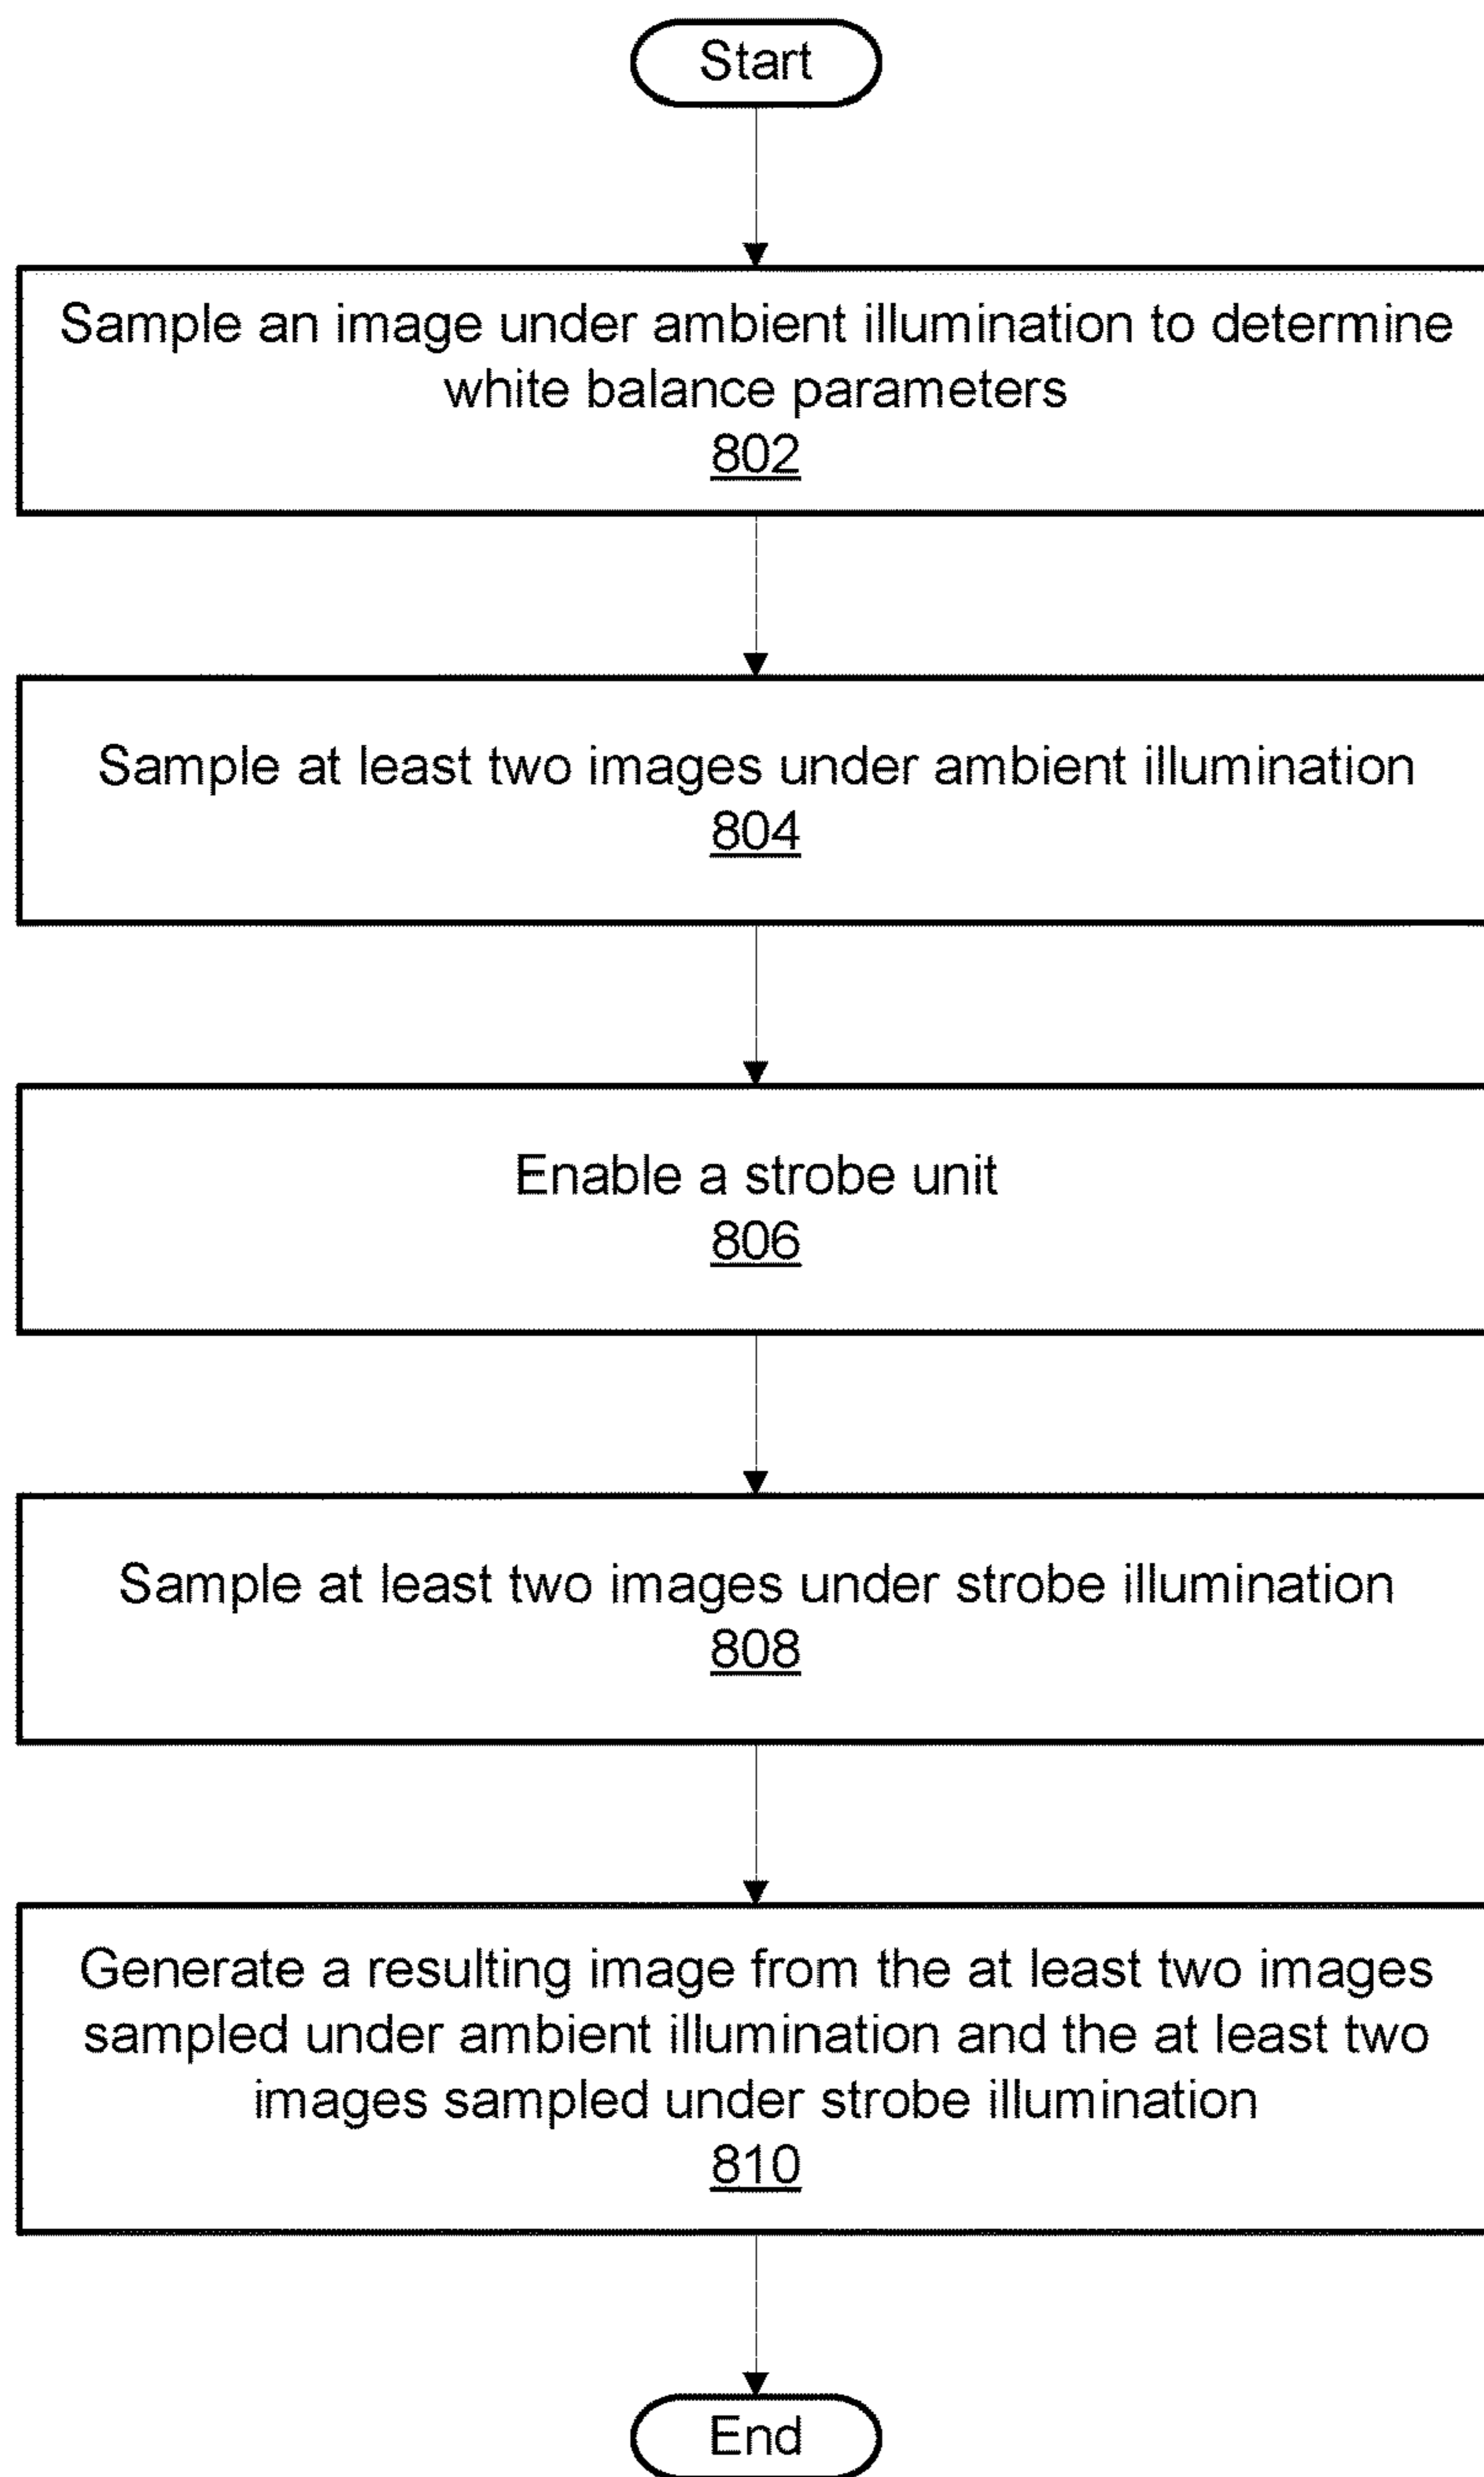 Start
Sample an image under ambient illumination to determine
white balance parameters
802
Sample at least two images under ambient illumination
804
Enable a strobe unit
806
Sample at least two images under strobe illumination
808
Generate a resulting image from the at least two images
sampled under ambient illumination and the at least two
images sampled under strobe illumination
810
End